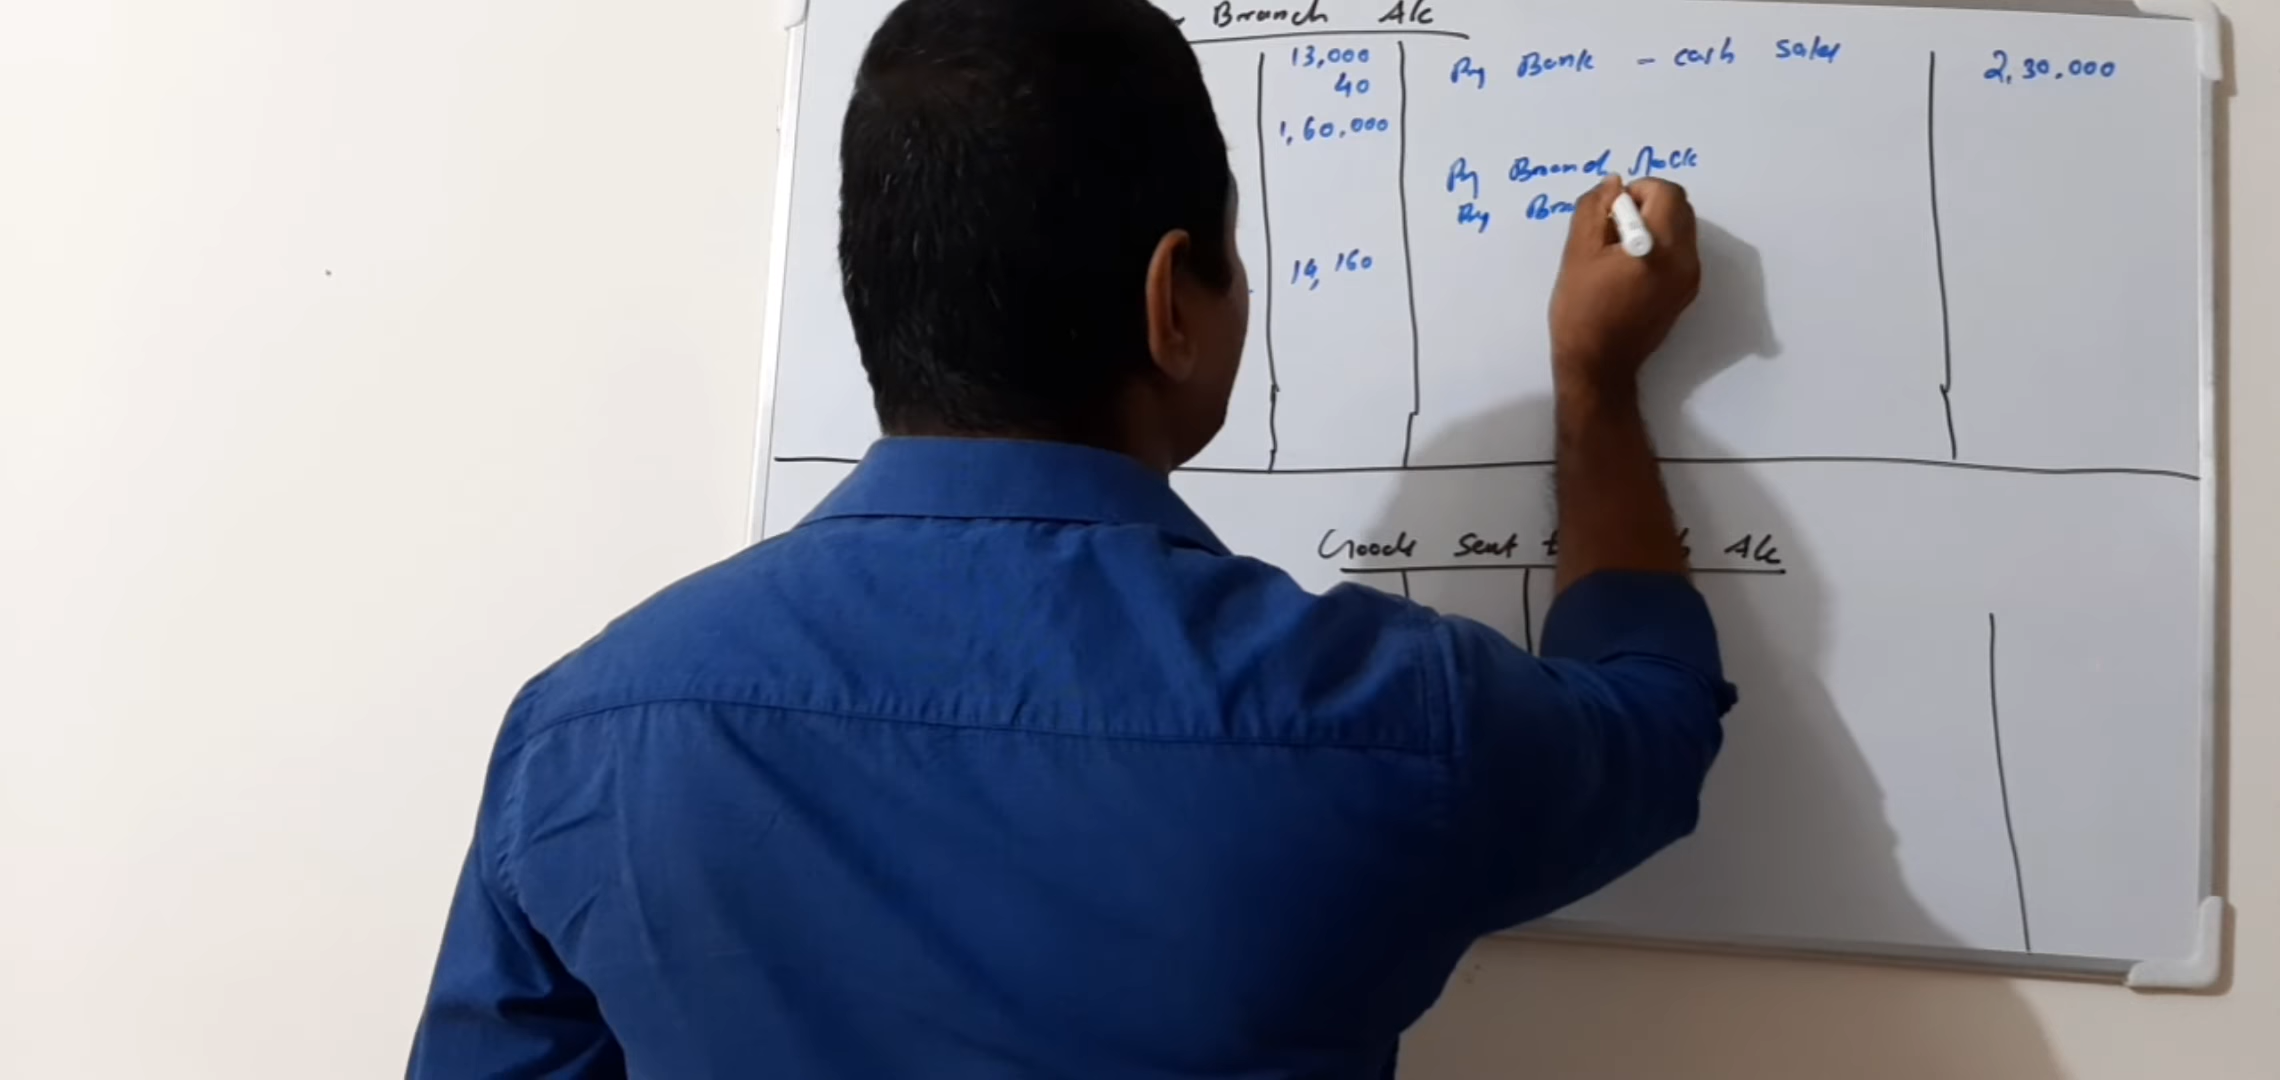 Branch A/c
13,000
By Bank - cash sales 2,30,000
40
1,60,000
By Branch Stock
By Bra
14,160
Goods Sent A/c